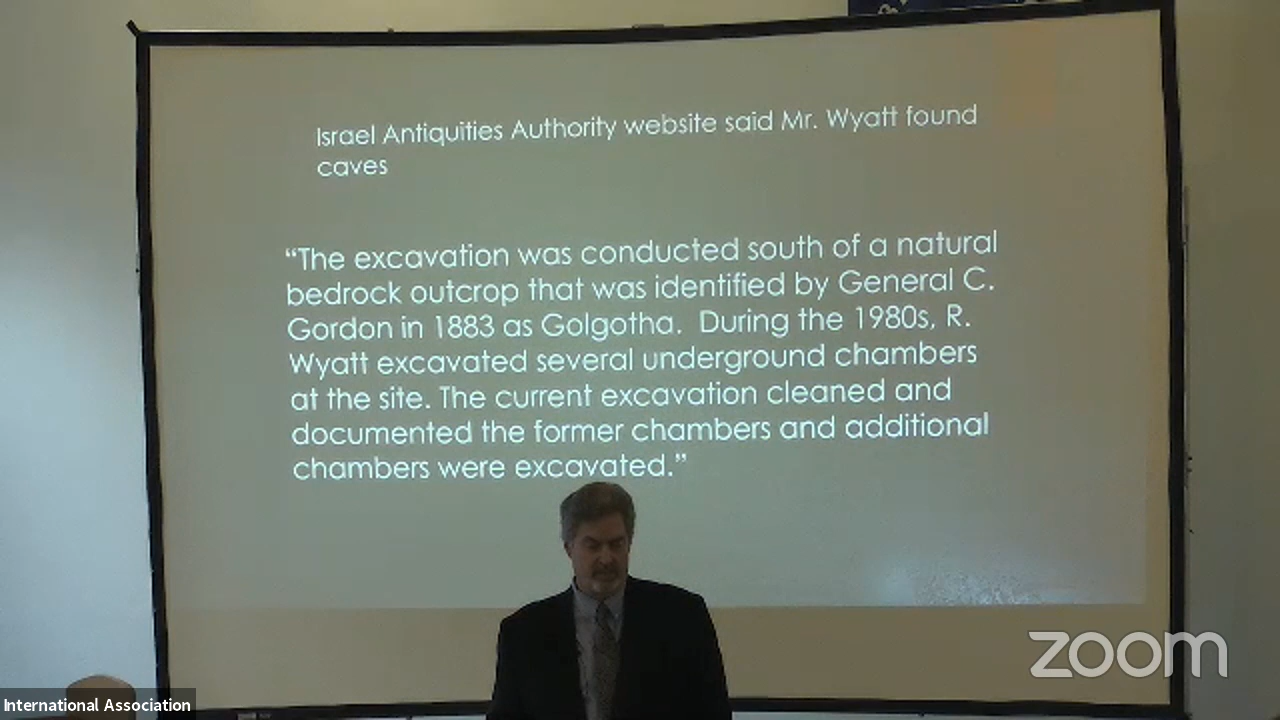 Israel Antiquities Authority website said Mr. Wyatt found
caves
“The excavation was conducted south of a natural
bedrock outcrop that was identified by General C.
Gordon in 1883 as Golgotha.  During the 1980s, R.
Wyatt excavated several underground chambers
at the site. The current excavation cleaned and
documented the former chambers and additional
chambers were excavated.”
zoom
International Association